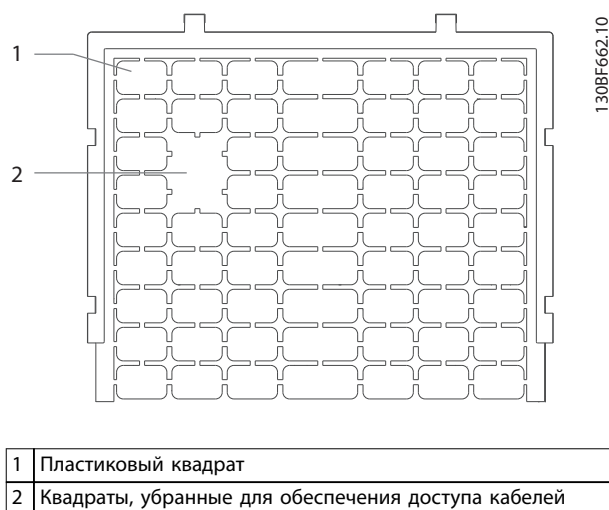 1
2
130BF662.10
1 Пластиковый квадрат
2 Квадраты, убранные для обеспечения доступа кабелей